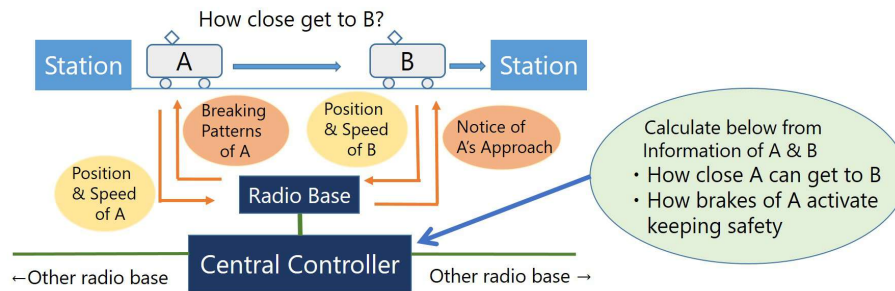 How close get to B?
Station
A
B
Station
Breaking
Patterns
of A
Position
& Speed
of B
Notice of
A's Approach
Position
& Speed
of A
Radio Base
Calculate below from
Information of A & B
・How close A can get to B
・How brakes of A activate
keeping safety
Central Controller
←Other radio base
Other radio base →